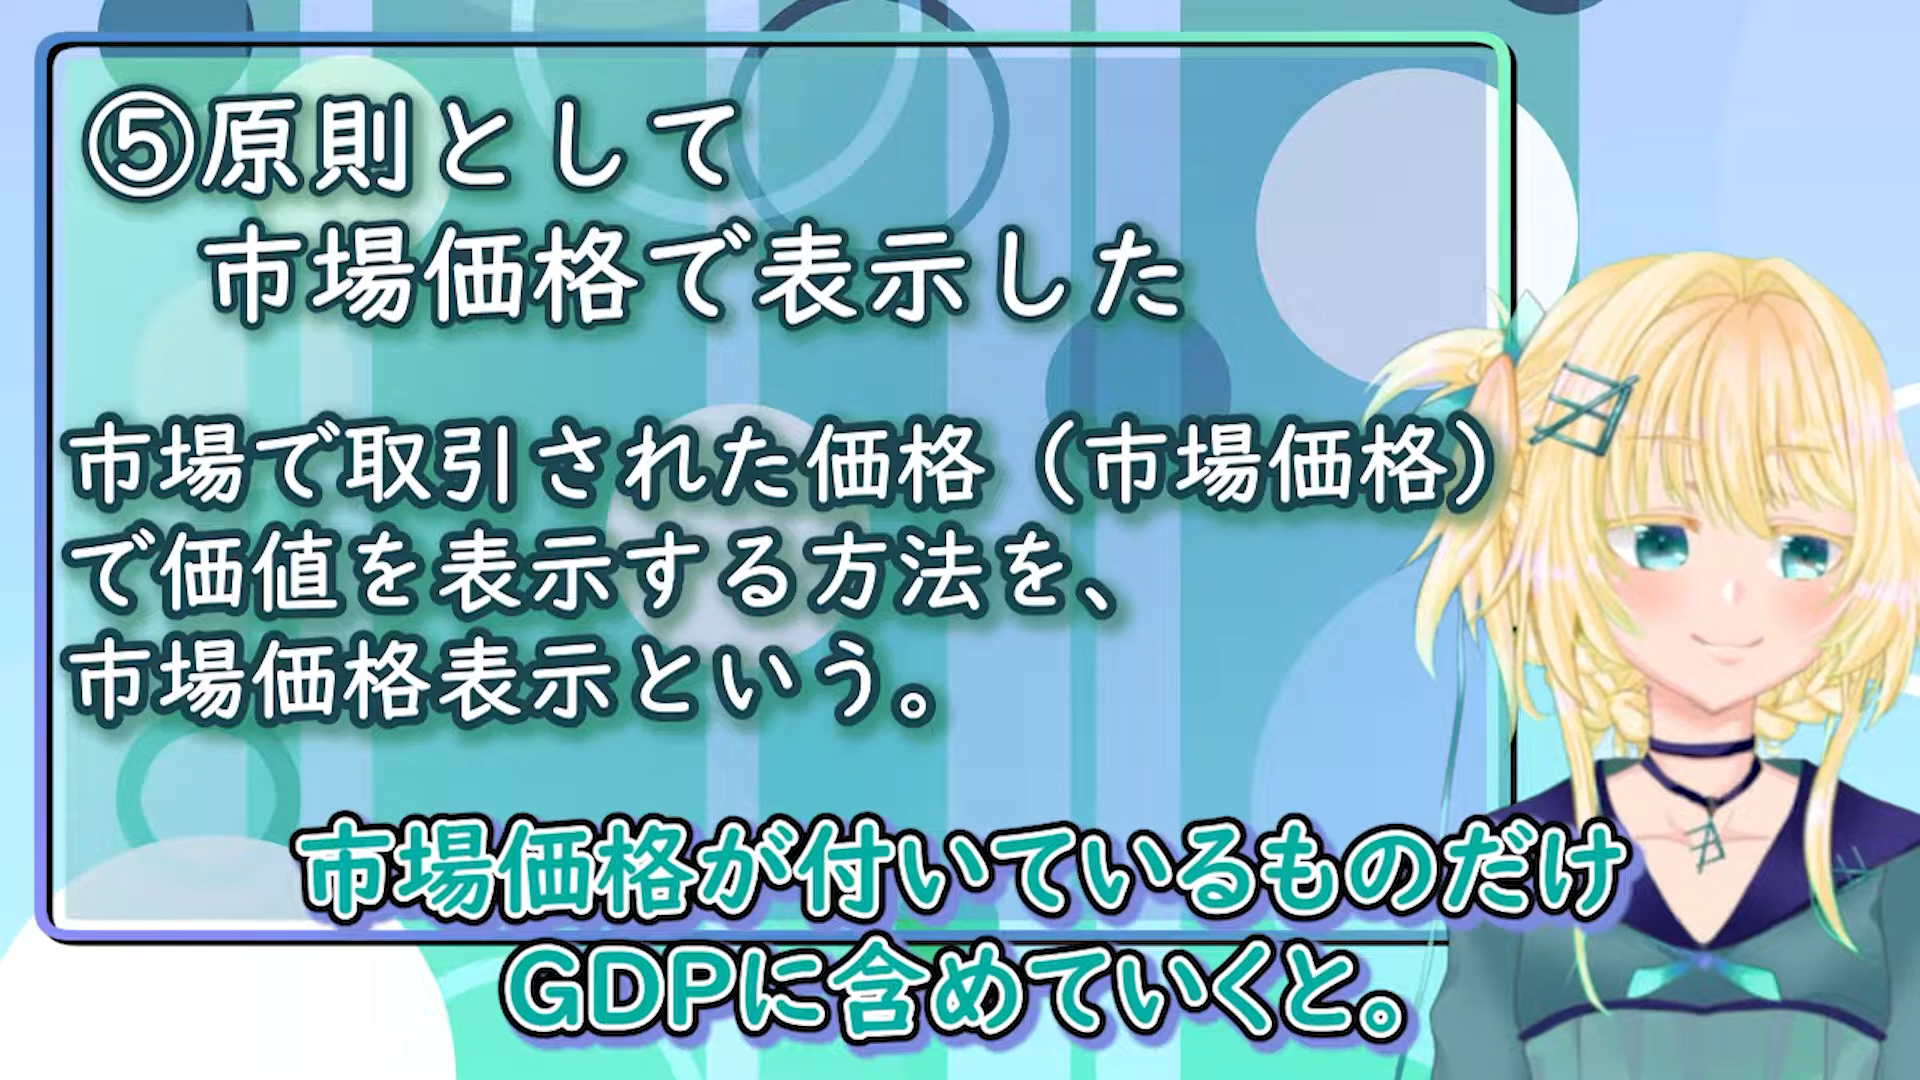 ⑤原則として
市場価格で表示した
市場で取引された価格（市場価格）
で価値を表示する方法を、
市場価格表示という。
市場価格が付いているものだけ
GDPに含めていくと。